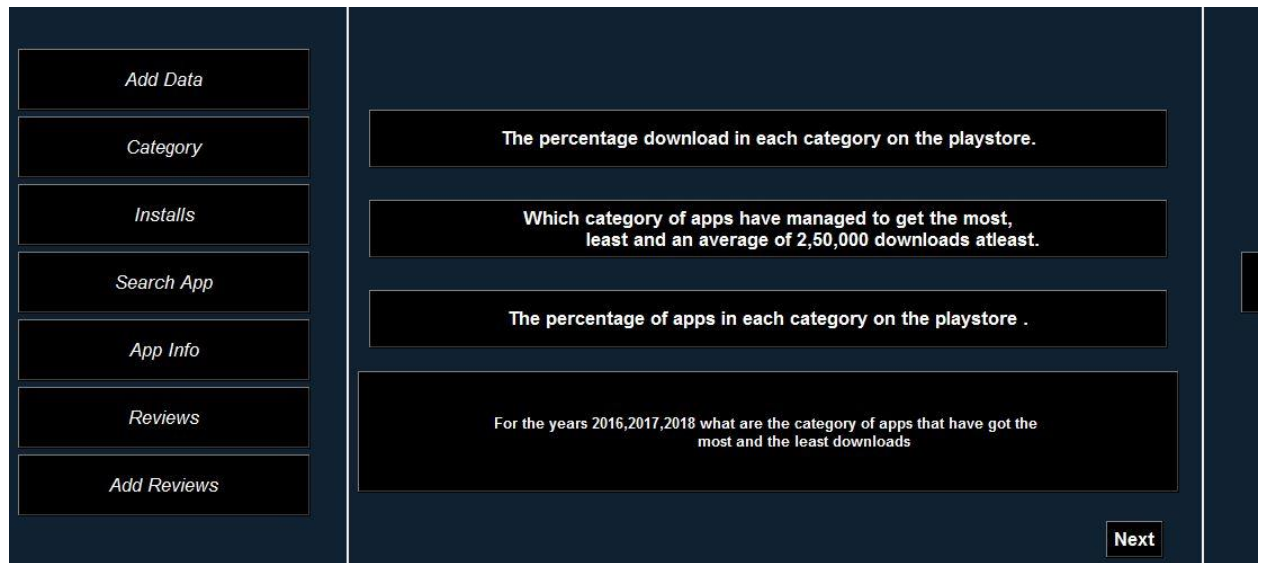 Add Data
Category
Installs
Search App
App Info
Reviews
Add Reviews
The percentage download in each category on the playstore.
Which category of apps have managed to get the most,
least and an average of 2,50,000 downloads atleast.
The percentage of apps in each category on the playstore .
For the years 2016,2017,2018 what are the category of apps that have got the
most and the least downloads
Next